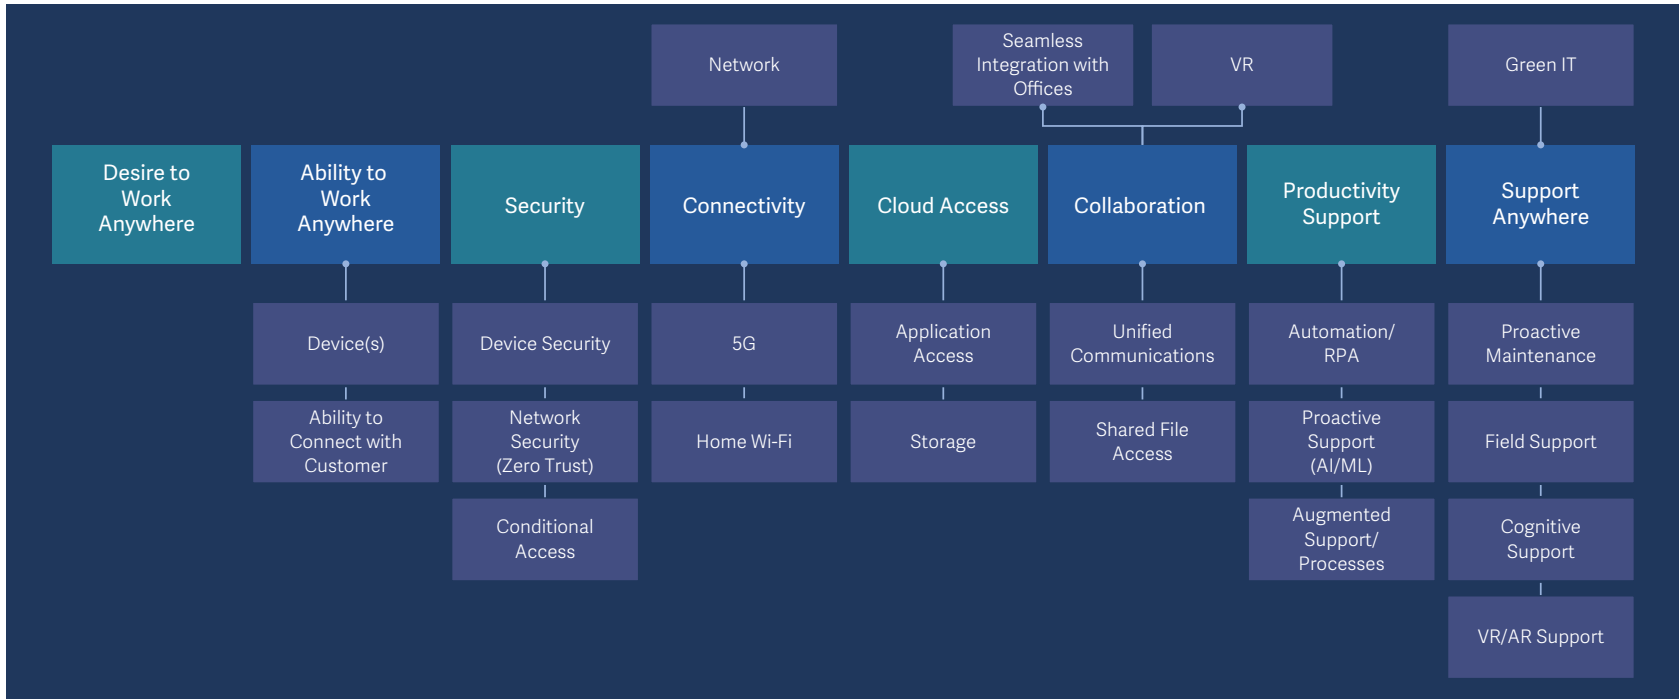 Network
Seamless
Integration with
Offices
VR
Green IT
Desire to
Work
Anywhere
Ability to
Work
Anywhere
Security
Connectivity
Cloud Access
Collaboration
Productivity
Support
Support
Anywhere
Device(s)
Device Security
5G
Application
Access
Unified
Communications
Automation/
RPA
Proactive
Maintenance
Ability to
Connect with
Customer
Network
Security
(Zero Trust)
Home Wi-Fi
Storage
Shared File
Access
Proactive
Support
(AI/ML)
Field Support
Conditional
Access
Augmented
Support/
Processes
Cognitive
Support
VR/AR Support